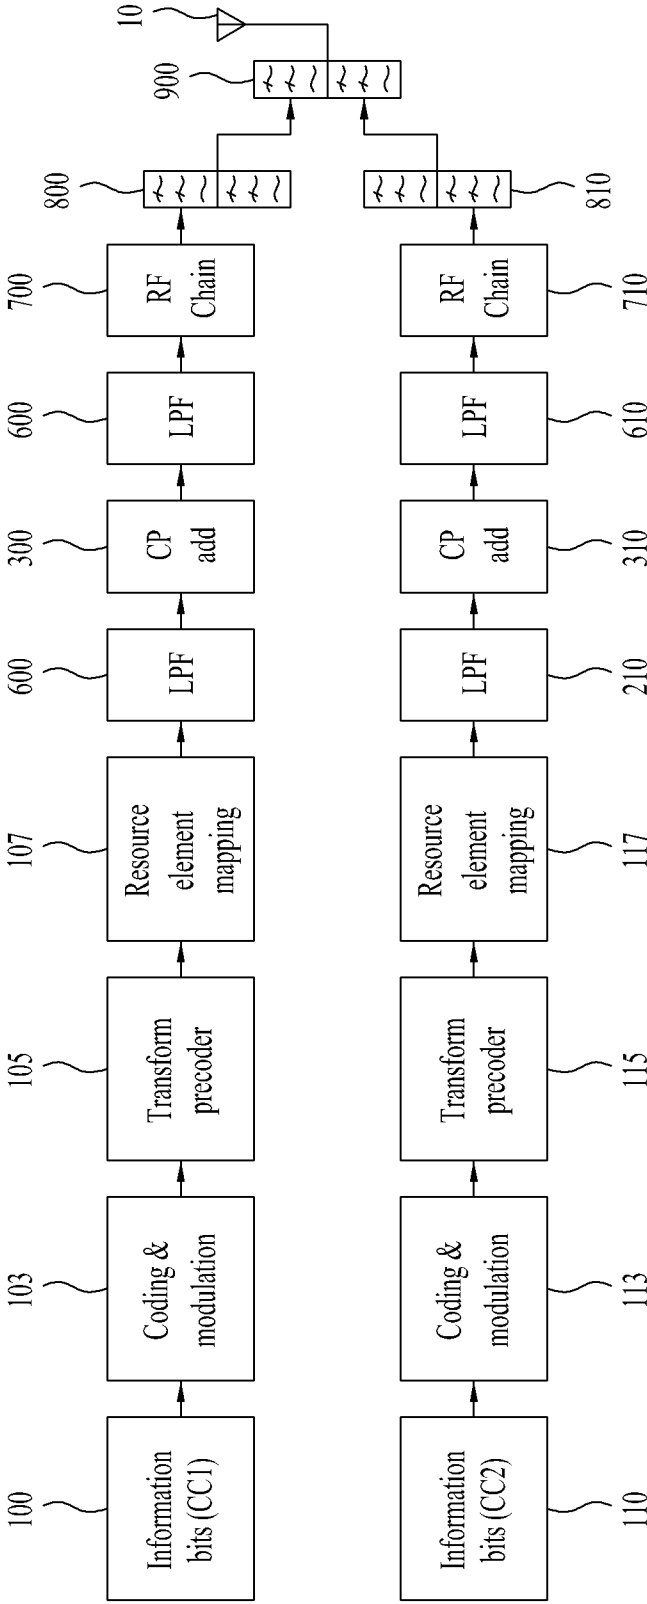 100
103
105
107
600
300
600
700
800
900
10
Information
bits (CC1)
Coding &
modulation
Transform
precoder
Resource
element
mapping
LPF
CP
add
LPF
RF
Chain
Information
bits (CC2)
Coding &
modulation
Transform
precoder
Resource
element
mapping
LPF
CP
add
LPF
RF
Chain
110
113
115
117
210
310
610
710
810